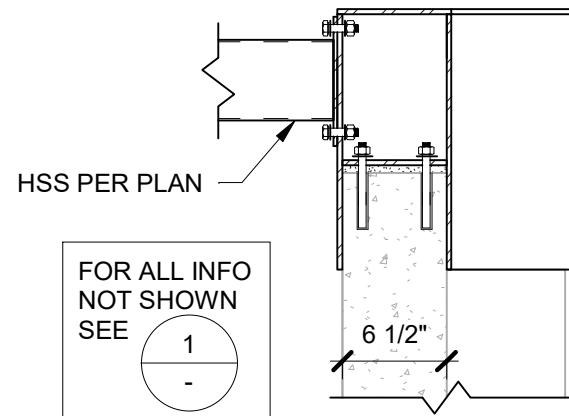 HSS PER PLAN
FOR ALL INFO
NOT SHOWN
SEE
1
-
6 1/2"